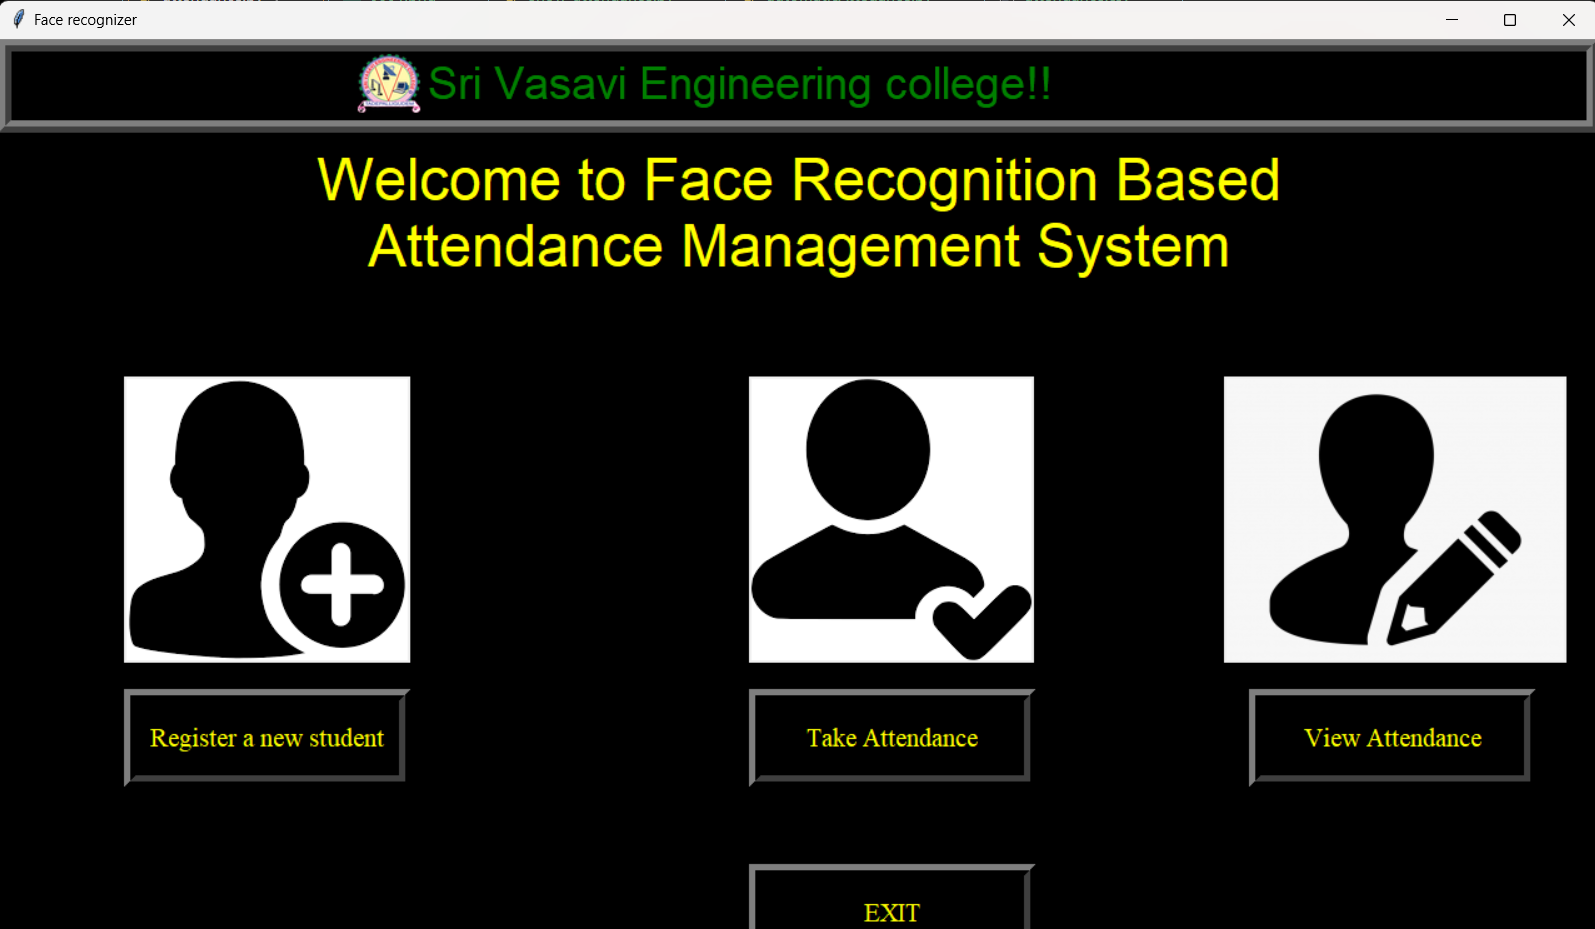 Face recognizer
Sri Vasavi Engineering college!!
Welcome to Face Recognition Based
Attendance Management System
Register a new student
Take Attendance
View Attendance
EXIT